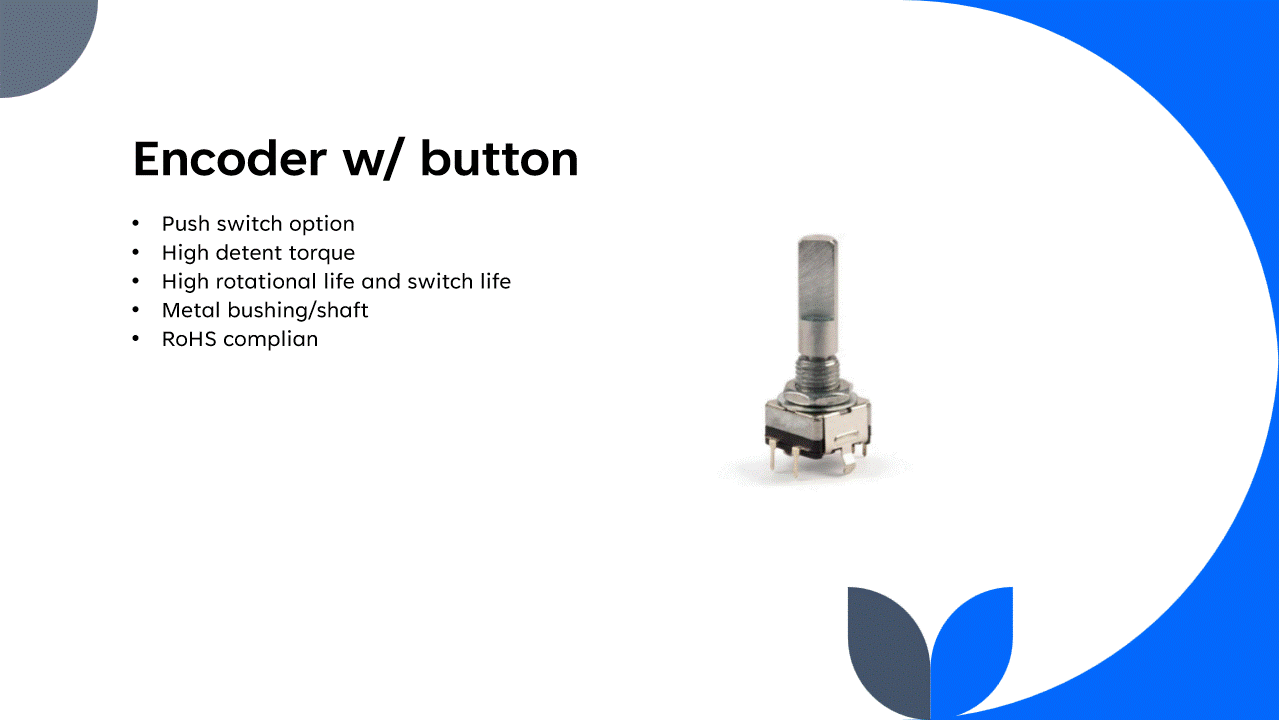 Encoder w/ button
• Push switch option
• High detent torque
• High rotational life and switch life
• Metal bushing/shaft
• RoHS complian